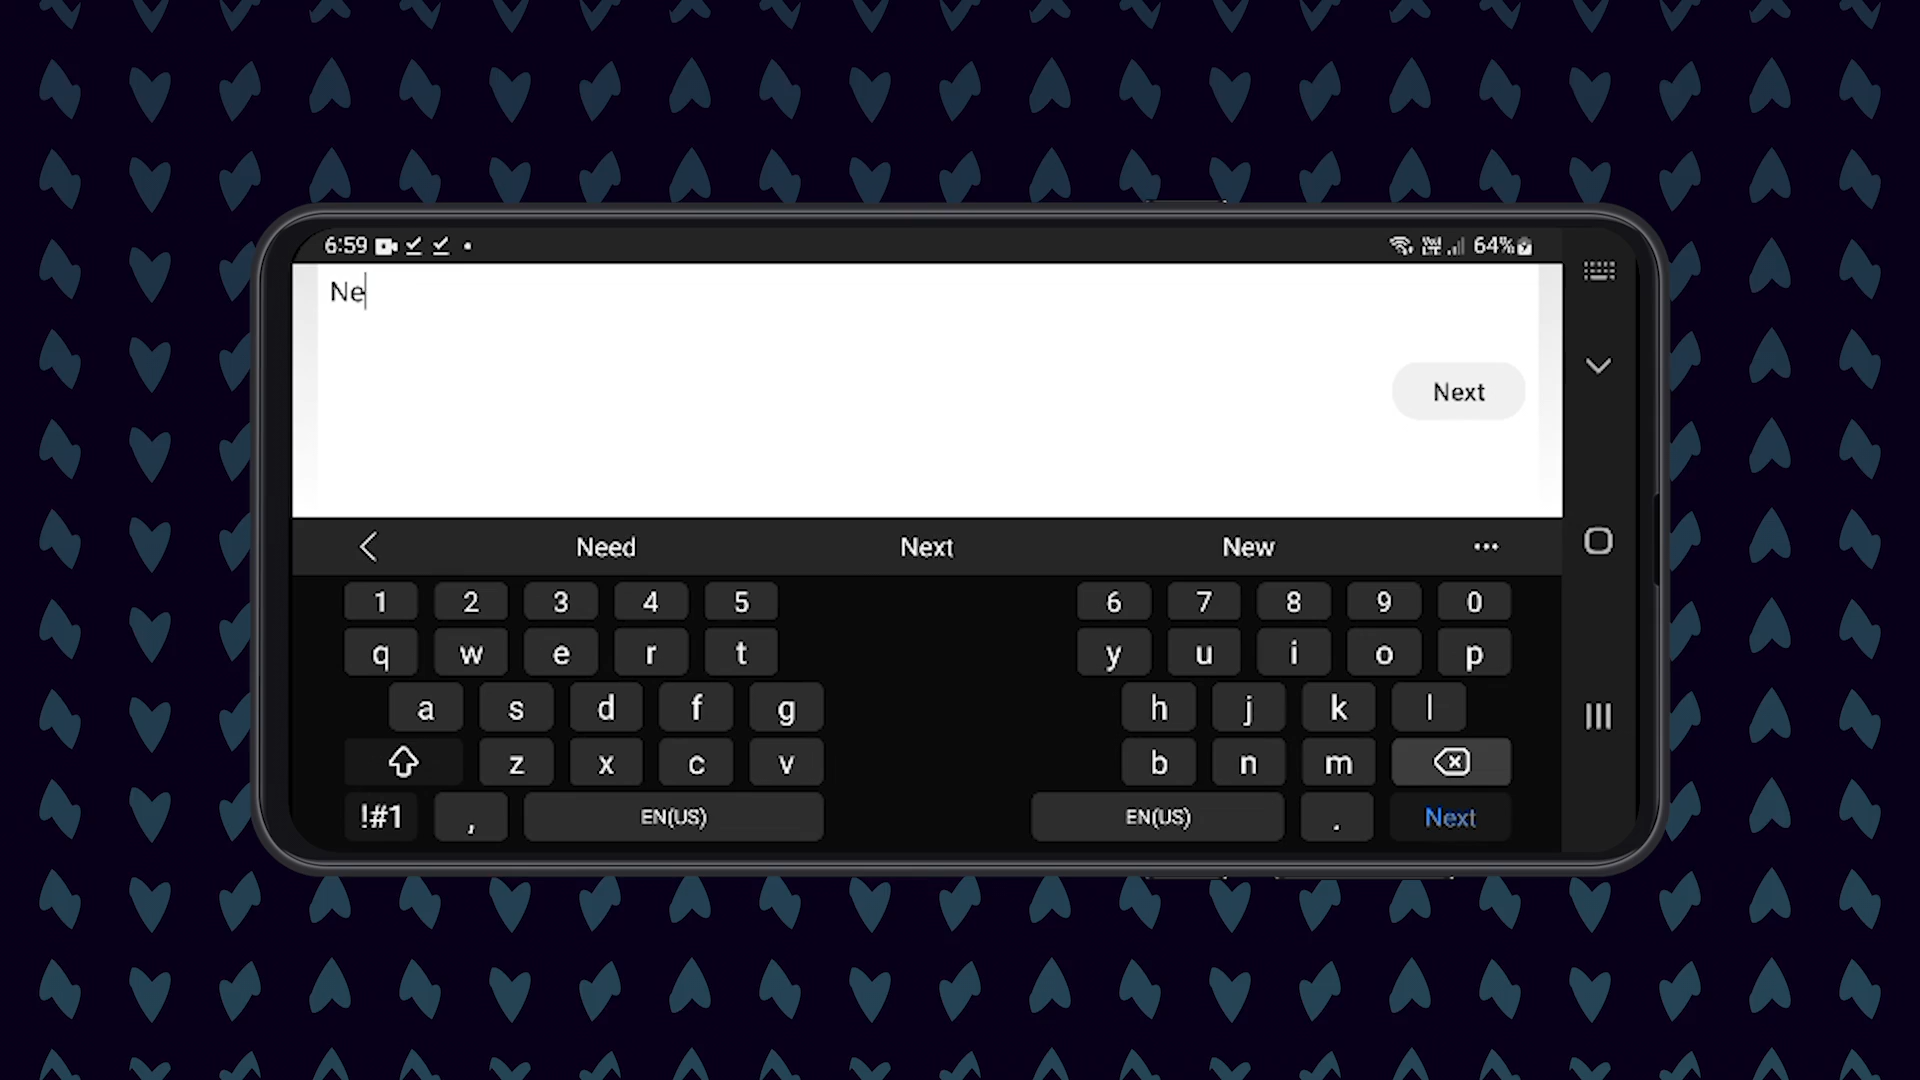 6:59 64%
Ne
Next
Need Next New ...
1 2 3 4 5 6 7 8 9 0
q w e r t y u i o p
a s d f g h j k l
z x c v b n m
!#1 , EN(US) EN(US) . Next